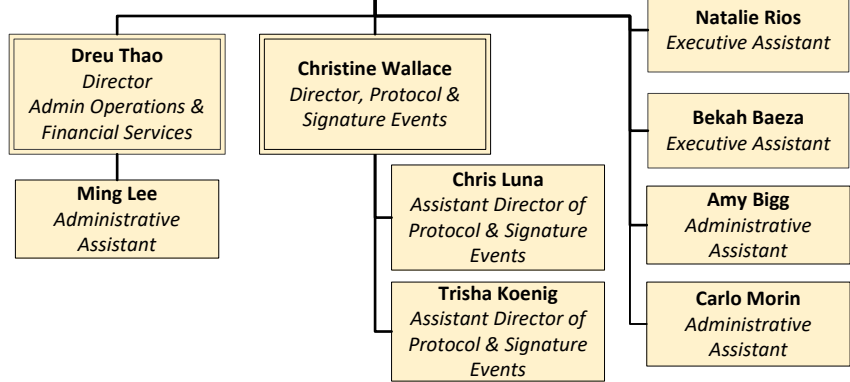 Dreu Thao
Director
Admin Operations &
Financial Services
Ming Lee
Administrative
Assistant
Christine Wallace
Director, Protocol &
Signature Events
Chris Luna
Assistant Director of
Protocol & Signature
Events
Trisha Koenig
Assistant Director of
Protocol & Signature
Events
Natalie Rios
Executive Assistant
Bekah Baeza
Executive Assistant
Amy Bigg
Administrative
Assistant
Carlo Morin
Administrative
Assistant